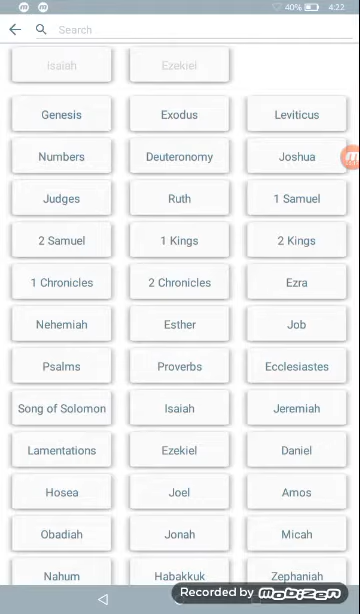 40% 4:22
Search
isaiah Ezekiel
Genesis Exodus Leviticus
Numbers Deuteronomy Joshua
Judges Ruth 1 Samuel
2 Samuel 1 Kings 2 Kings
1 Chronicles 2 Chronicles Ezra
Nehemiah Esther Job
Psalms Proverbs Ecclesiastes
Song of Solomon Isaiah Jeremiah
Lamentations Ezekiel Daniel
Hosea Joel Amos
Obadiah Jonah Micah
Nahum Habakkuk Zephaniah
Recorded by mobizen